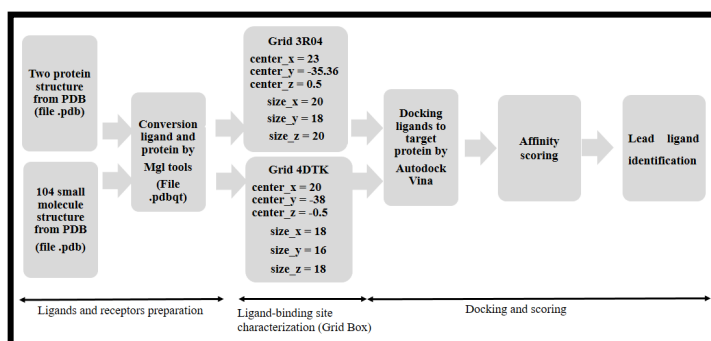 Two protein
structure
from PDB
(file .pdb)
104 small
molecule
structure
from PDB
(file .pdb)
Conversion
ligand and
protein by
Mgl tools
(File
.pdbqt)
Grid 3R04
center_x = 23
center_y = -35.36
center_z = 0.5
size_x = 20
size_y = 18
size_z = 20
Grid 4DTK
center_x = 20
center_y = -38
center_z = -0.5
size_x = 18
size_y = 16
size_z = 18
Docking
ligands to
target
protein by
Autodock
Vina
Affinity
scoring
Lead ligand
identification
Ligands and receptors preparation
Ligand-binding site
characterization (Grid Box)
Docking and scoring